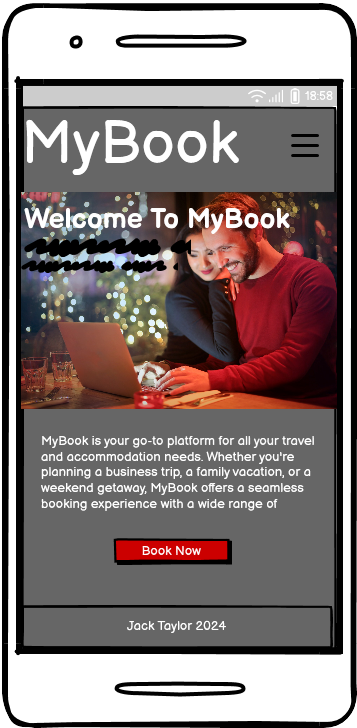 18:58
MyBook
Welcome To MyBook
MyBook is your go-to platform for all your travel
and accommodation needs. Whether you're
planning a business trip, a family vacation, or a
weekend getaway, MyBook offers a seamless
booking experience with a wide range of
Book Now
Jack Taylor 2024